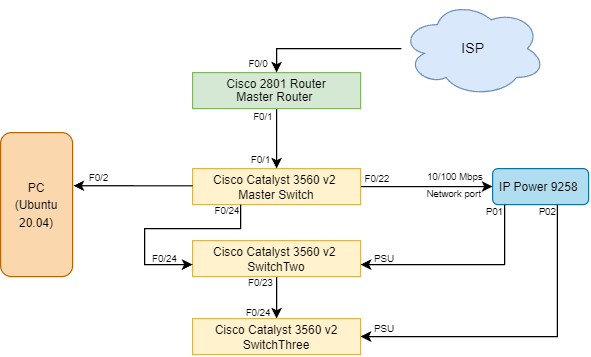 ISP
F0/0
Cisco 2801 Router
Master Router
F0/1
F0/1
PC
(Ubuntu
20.04)
F0/2
Cisco Catalyst 3560 v2
Master Switch
F0/22
10/100 Mbps
Network port
IP Power 9258
F0/24
P01
P02
F0/24
Cisco Catalyst 3560 v2
SwitchTwo
PSU
F0/23
F0/24
Cisco Catalyst 3560 v2
SwitchThree
PSU